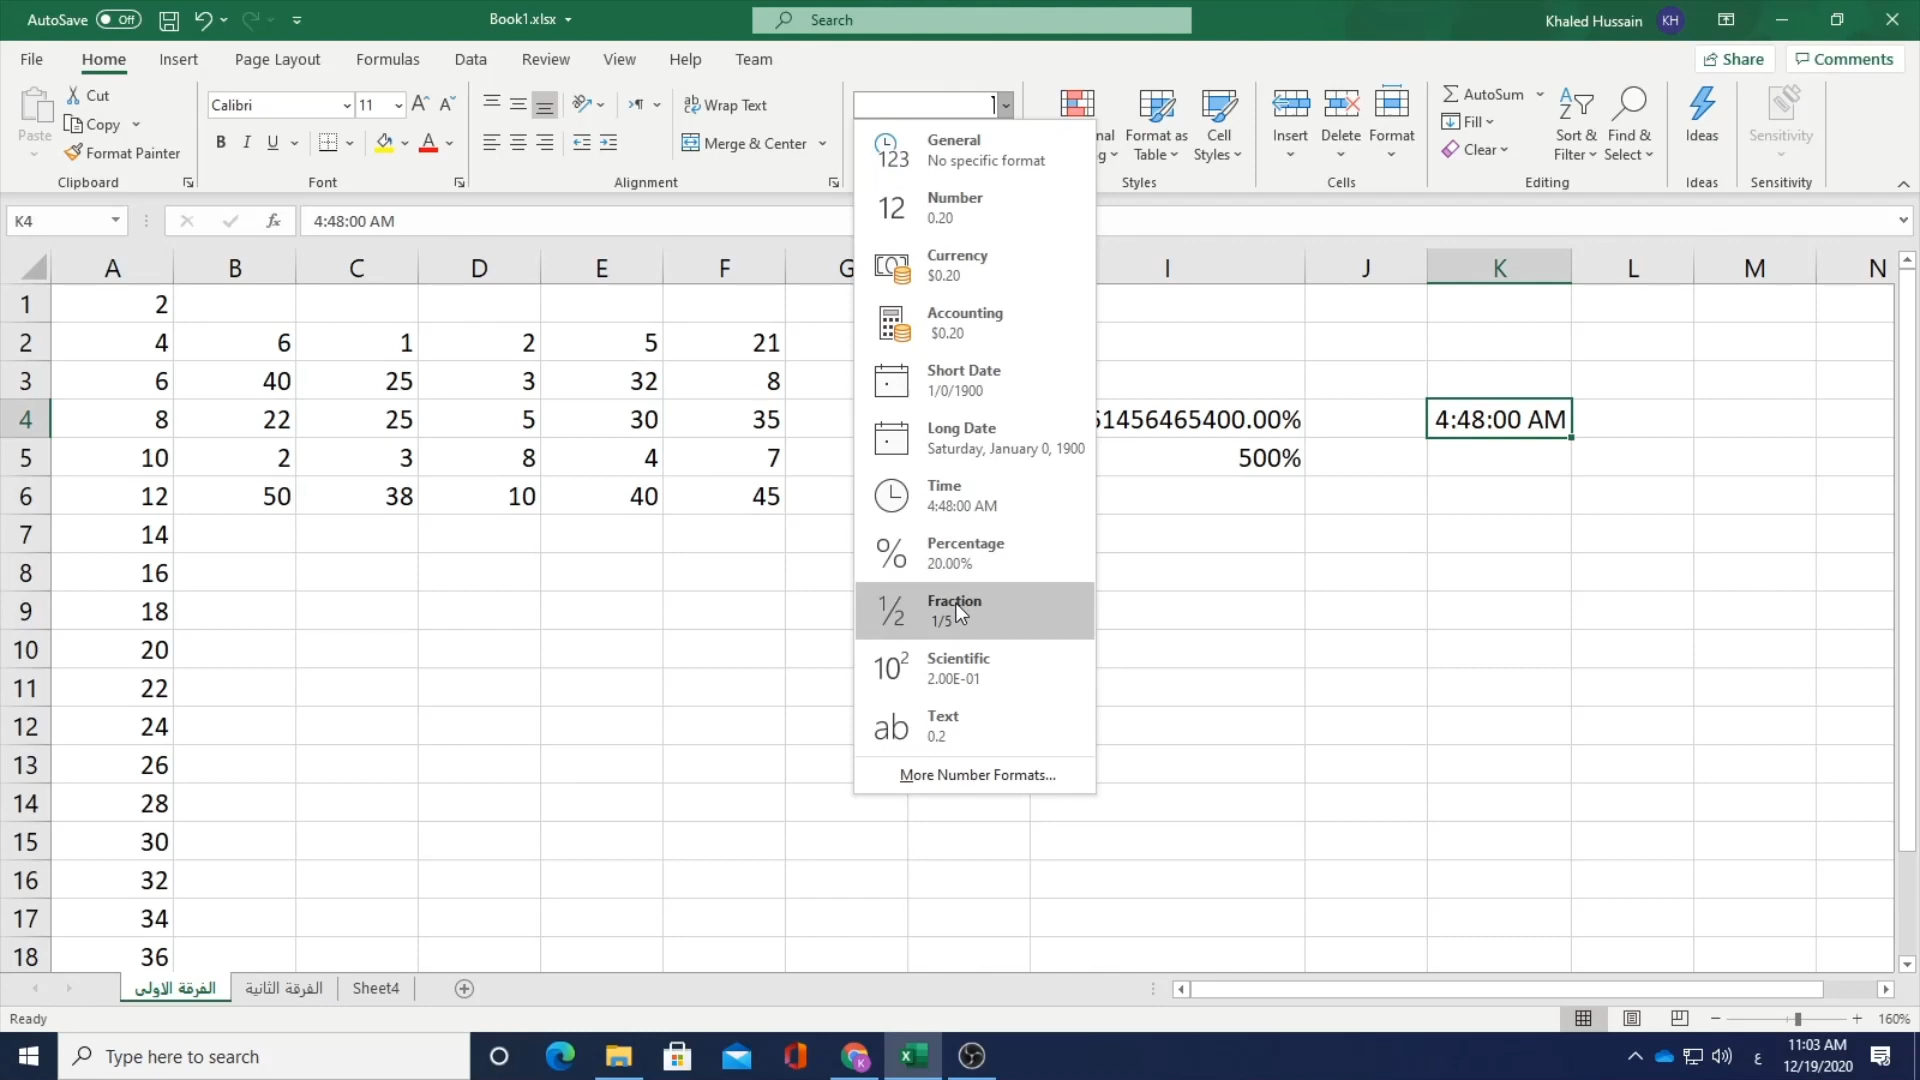 AutoSave Off
Book1.xlsx
Search
Khaled Hussain KH
File Home Insert Page Layout Formulas Data Review View Help Team
Share Comments
Paste
Cut
Copy
Format Painter
Clipboard
Calibri 11
B I U
Font
Wrap Text
Merge & Center
Alignment
Format as Table
Cell Styles
Styles
Insert Delete Format
Cells
AutoSum
Fill
Clear
Sort & Filter
Find & Select
Editing
Ideas
Ideas
Sensitivity
Sensitivity
K4 fx 4:48:00 AM
General
No specific format
Number
0.20
Currency
$0.20
Accounting
$0.20
Short Date
1/0/1900
Long Date
Saturday, January 0, 1900
Time
4:48:00 AM
Percentage
20.00%
Fraction
1/5
Scientific
2.00E-01
Text
0.2
More Number Formats...
A B C D E F G I J K L M N
1 2
2 4 6 1 2 5 21
3 6 40 25 3 32 8
4 8 22 25 5 30 35 61456465400.00% 4:48:00 AM
5 10 2 3 8 4 7 500%
6 12 50 38 10 40 45
7 14
8 16
9 18
10 20
11 22
12 24
13 26
14 28
15 30
16 32
17 34
18 36
الفرقة الاولى الفرقة الثانية Sheet4
Ready
160%
Type here to search
ع
11:03 AM
12/19/2020